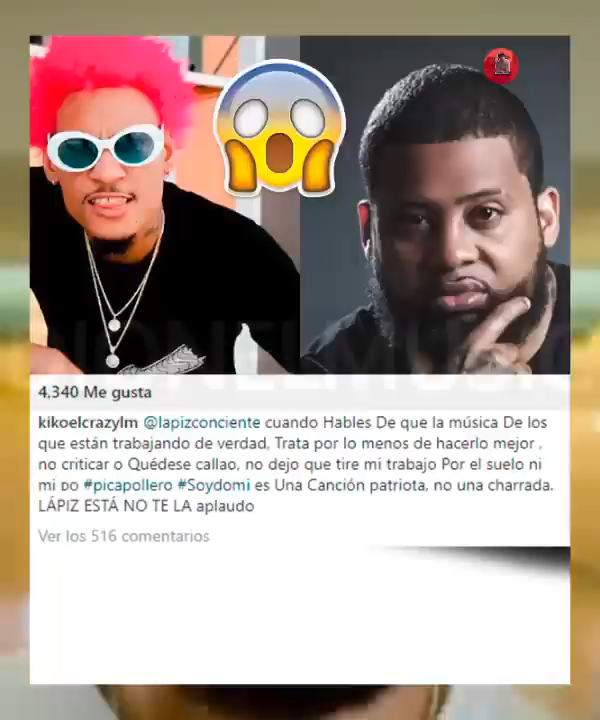 4,340 Me gusta
kikoelcrazylm @lapizconciente cuando Hables De que la música De los
que están trabajando de verdad, Trata por lo menos de hacerlo mejor ,
no criticar o Quédese callao, no dejo que tire mi trabajo Por el suelo ni
mi po #picapollero #Soydomi es Una Canción patriota, no una charrada.
LÁPIZ ESTÁ NO TE LA aplaudo
Ver los 516 comentarios